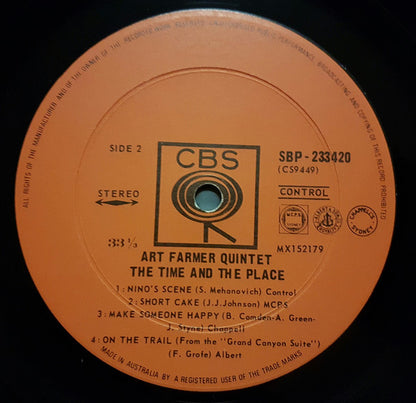 ALL RIGHTS OF THE MANUFACTURER AND OF THE OWNER OF THE RECORDED WORK RESERVED. UNAUTHORISED PUBLIC PERFORMANCE, BROADCASTING AND COPYING OF THIS RECORD PROHIBITED
SIDE 2
CBS
SBP - 233420
(CS9449)
STEREO
CONTROL
M.C.P.S.
CHAPPELL'S
SYDNEY
33⅓
MX152179
ART FARMER QUINTET
THE TIME AND THE PLACE
1 : NINO'S SCENE (S. Mehanovich) Control
2 : SHORT CAKE (J.J.Johnson) MCPS
3 : MAKE SOMEONE HAPPY (B. Comden-A. Green-
J. Styne) Chappell
4 : ON THE TRAIL (From the "Grand Canyon Suite")
(F. Grofe) Albert
MADE IN AUSTRALIA BY A REGISTERED USER OF THE TRADE MARKS